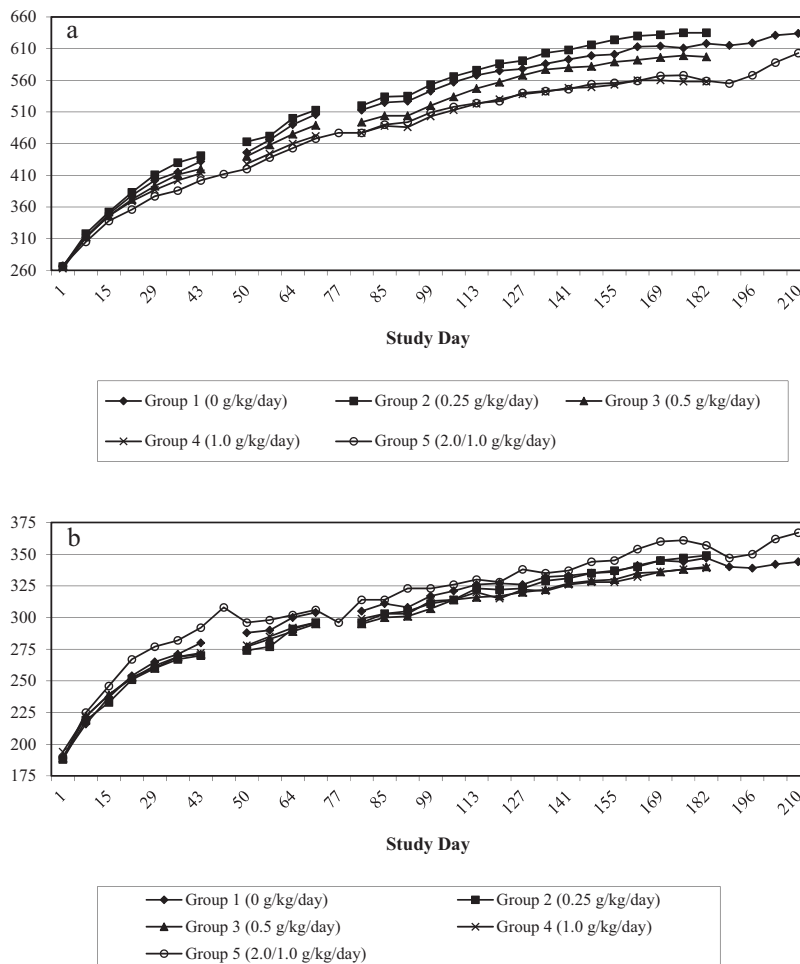 a
660
610
560
510
460
410
360
310
260
1 15 29 43 50 64 77 85 99 113 127 141 155 169 182 196 210
Study Day
Group 1 (0 g/kg/day) Group 2 (0.25 g/kg/day) Group 3 (0.5 g/kg/day)
Group 4 (1.0 g/kg/day) Group 5 (2.0/1.0 g/kg/day)
b
375
350
325
300
275
250
225
200
175
1 15 29 43 50 64 77 85 99 113 127 141 155 169 182 196 210
Study Day
Group 1 (0 g/kg/day) Group 2 (0.25 g/kg/day)
Group 3 (0.5 g/kg/day) Group 4 (1.0 g/kg/day)
Group 5 (2.0/1.0 g/kg/day)